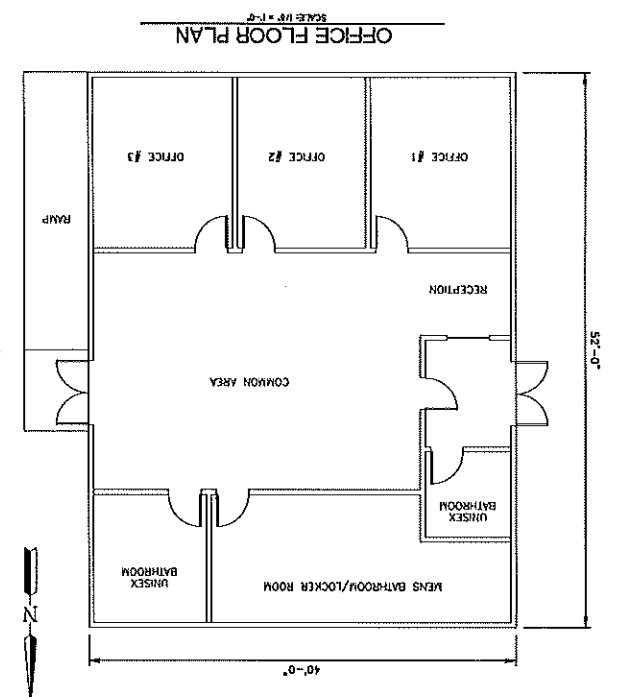 40'-0"
N
MENS BATHROOM/LOCKER ROOM
UNISEX
BATHROOM
UNISEX
BATHROOM
COMMON AREA
52'-0"
RECEPTION
RAMP
OFFICE #1
OFFICE #2
OFFICE #3
OFFICE FLOOR PLAN
SCALE: 1/8" = 1'-0"